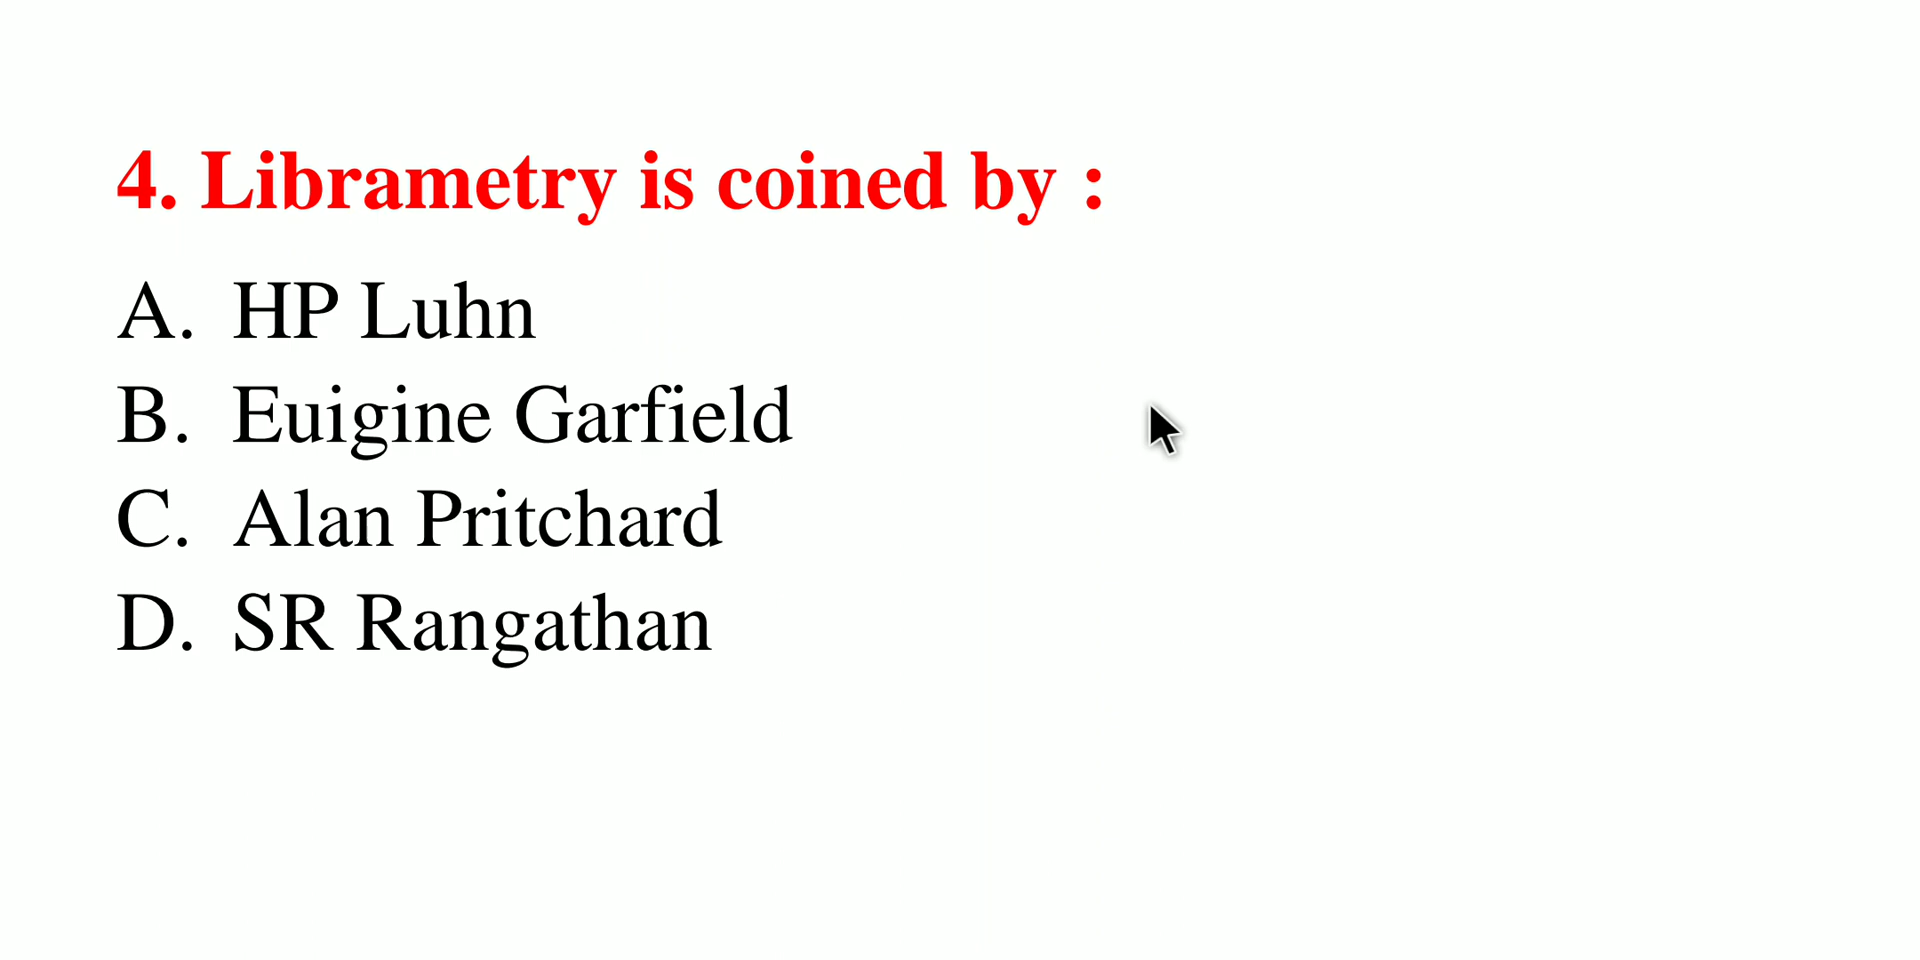 4. Librametry is coined by :
A. HP Luhn
B. Euigine Garfield
C. Alan Pritchard
D. SR Rangathan